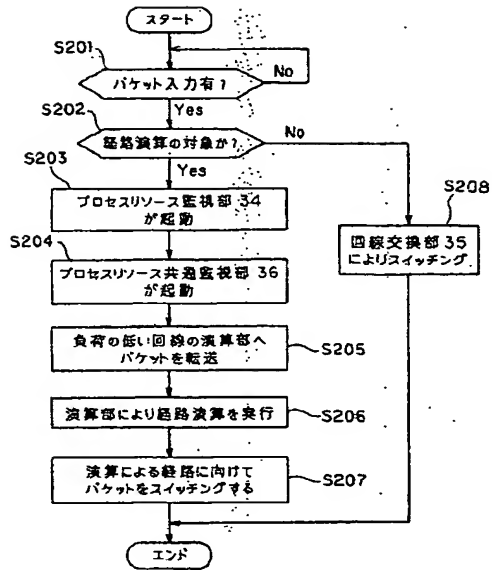 スタート
S201
パケット入力有?
No
Yes
S202
経路演算の対象か?
No
Yes
S203
プロセスリソース監視部34
が起動
S208
回線交換部35
によりスイッチング
S204
プロセスリソース共通監視部36
が起動
負荷の低い回線の演算部へ
パケットを転送
S205
演算部により経路演算を実行
S206
演算による経路に向けて
パケットをスイッチングする
S207
エンド